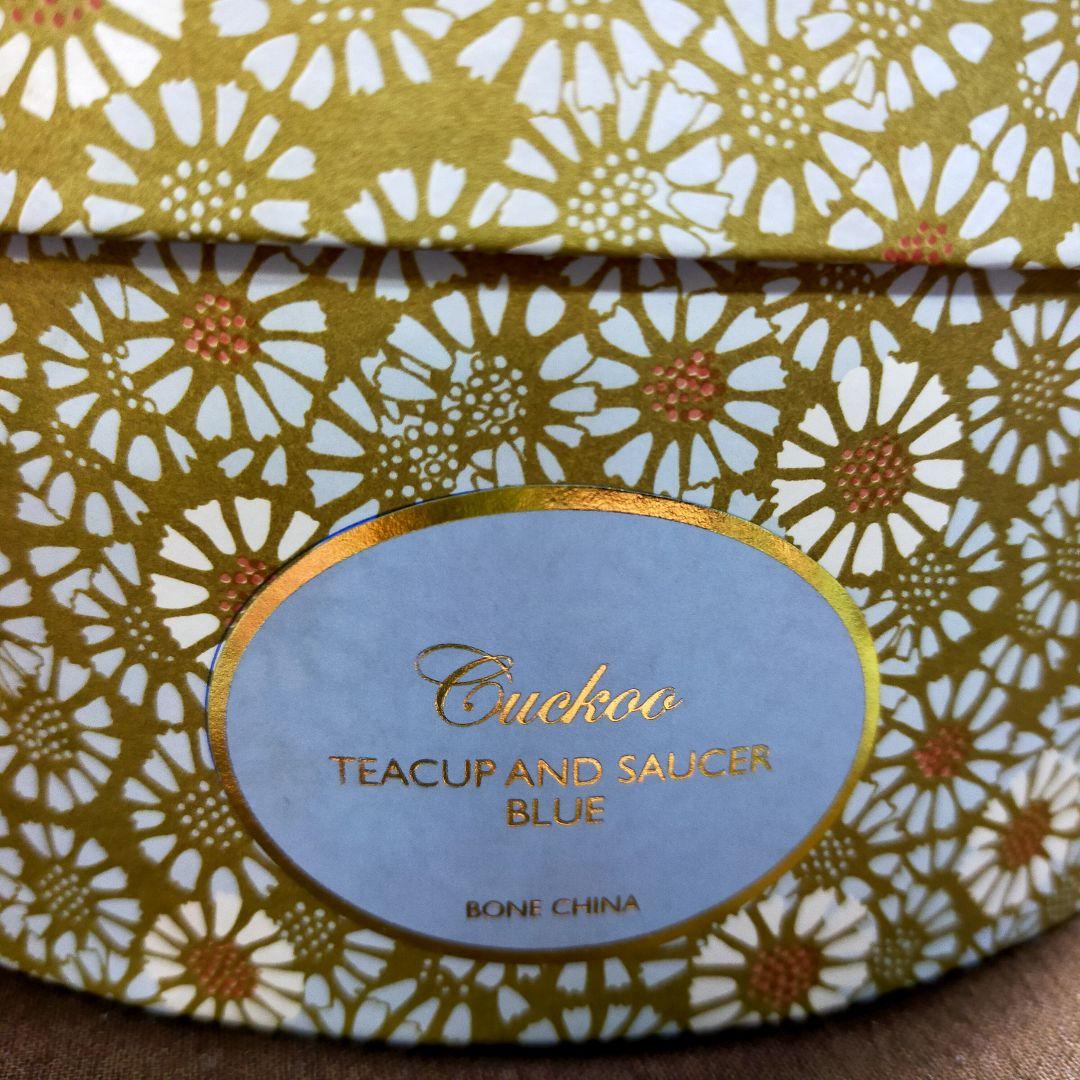 Cuckoo
TEACUP AND SAUCER
BLUE
BONE CHINA